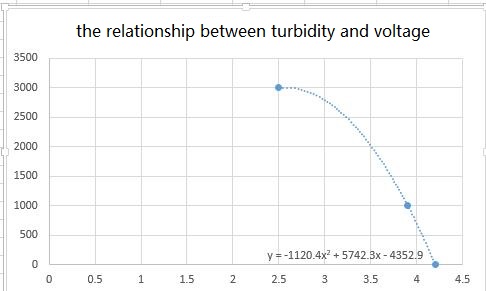 the relationship between turbidity and voltage
3500
3000
2500
2000
1500
1000
500
0
y = -1120.4x² + 5742.3x - 4352.9
0 0.5 1 1.5 2 2.5 3 3.5 4 4.5